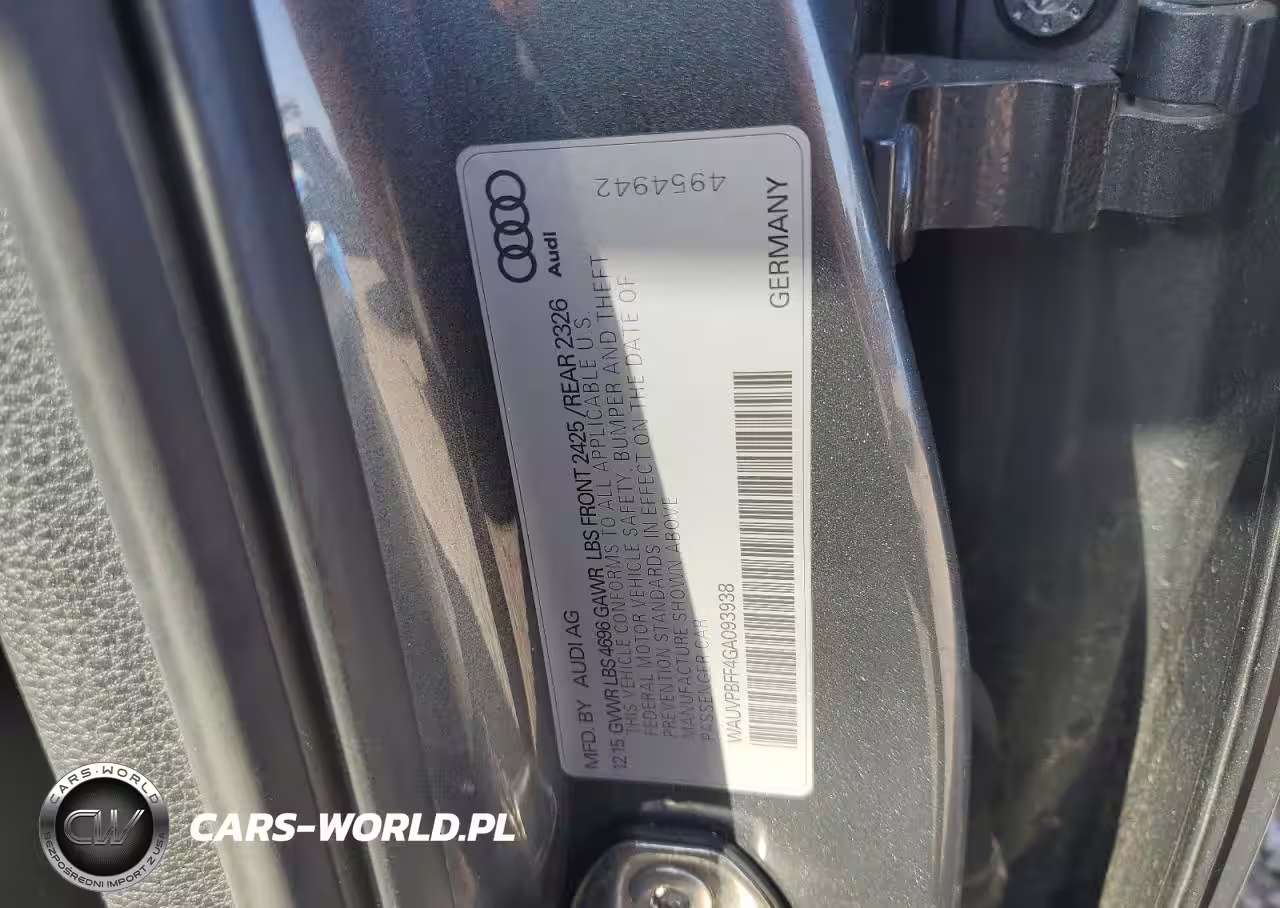 Audi
4954942
MFD. BY AUDI AG
12 15 GVWR LBS 4696 GAWR LBS FRONT 2425 / REAR 2326
THIS VEHICLE CONFORMS TO ALL APPLICABLE U.S.
FEDERAL MOTOR VEHICLE SAFETY, BUMPER AND THEFT
PREVENTION STANDARDS IN EFFECT ON THE DATE OF
MANUFACTURE SHOWN ABOVE
PASSENGER CAR
WAUVPBFF4GA093938
GERMANY
CARS-WORLD
CW
BEZPOŚREDNI IMPORT Z USA
CARS-WORLD.PL